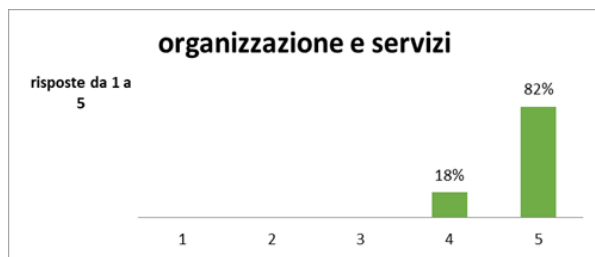 organizzazione e servizi
risposte da 1 a
5
82%
18%
1 2 3 4 5